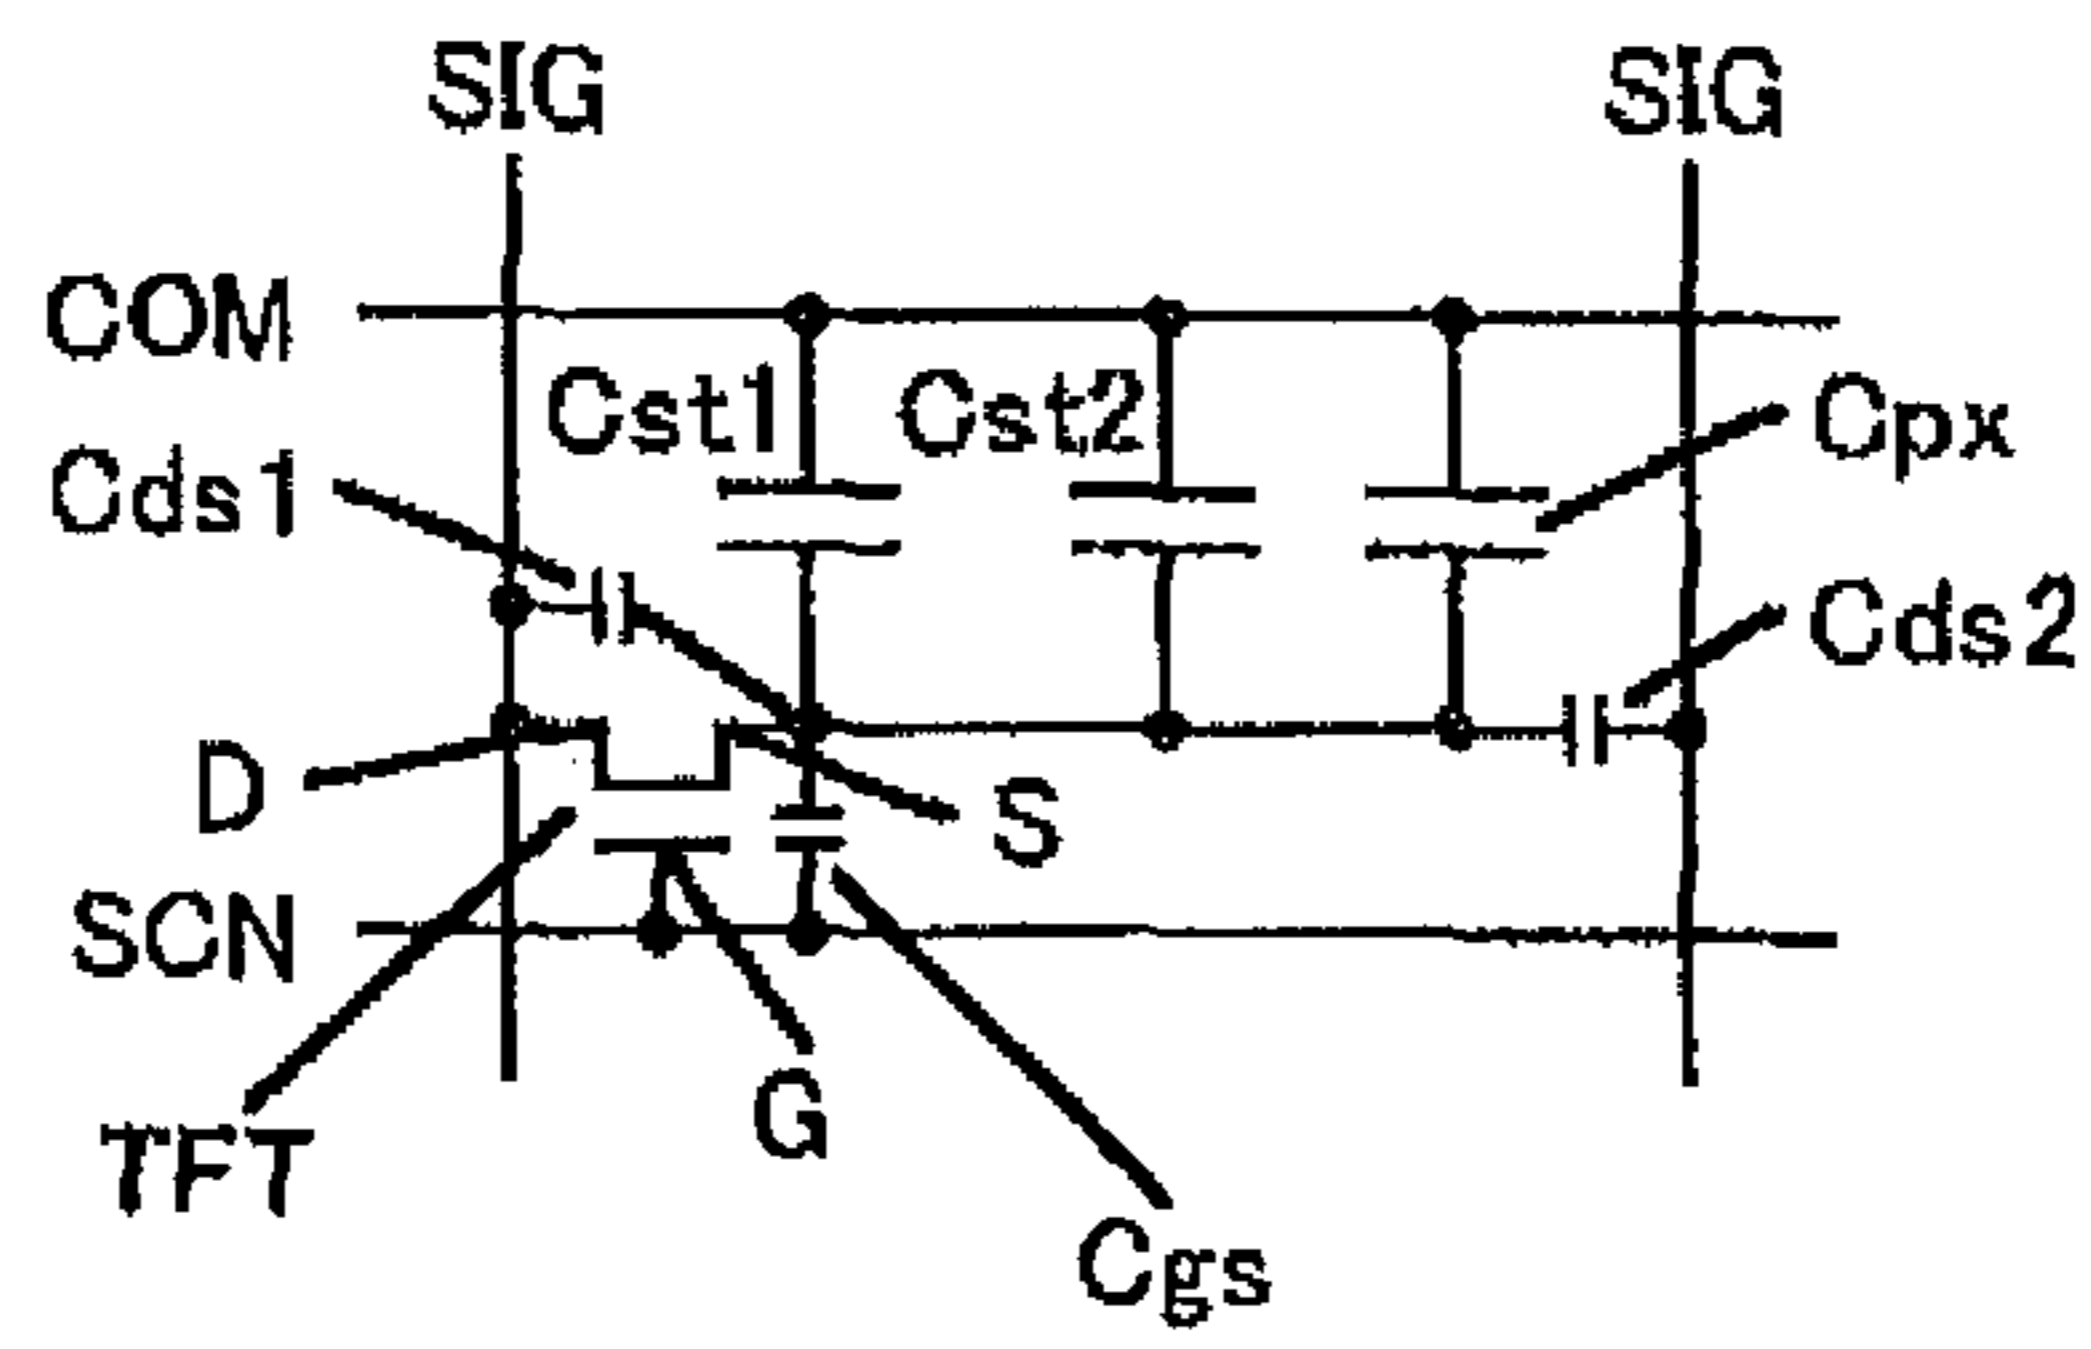 SIG SIG
COM
Cst1 Cst2 Cpx
Cds1
Cds2
D S
SCN
G
TFT
Cgs